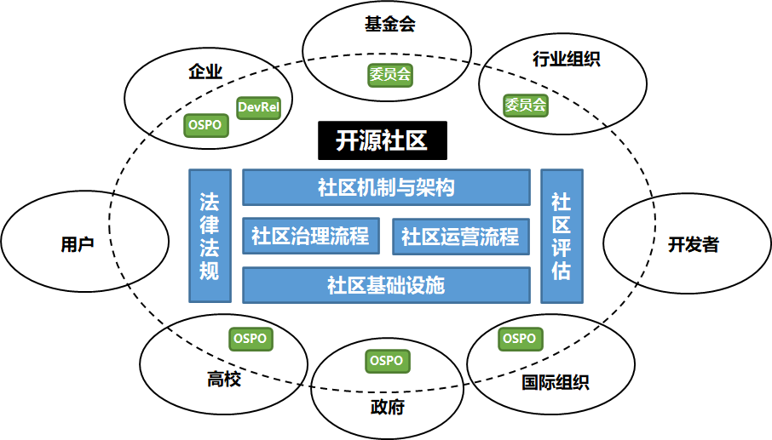 基金会
委员会
企业
DevRel
OSPO
行业组织
委员会
开源社区
法律法规
社区机制与架构
社区治理流程
社区运营流程
社区基础设施
社区评估
用户
开发者
OSPO
高校
OSPO
政府
OSPO
国际组织